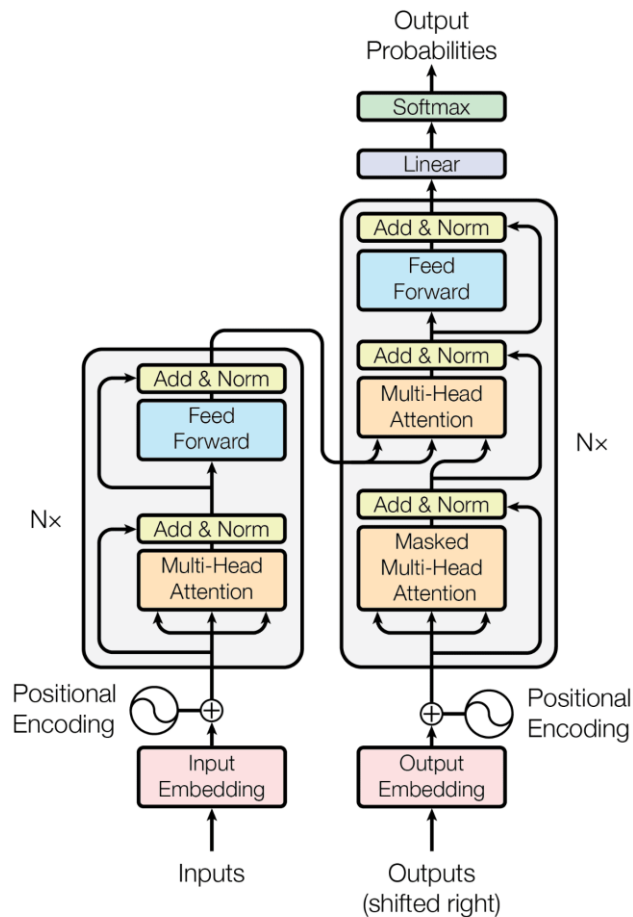 Output
Probabilities
Softmax
Linear
Add & Norm
Feed
Forward
Add & Norm
Multi-Head
Attention
Add & Norm
Masked
Multi-Head
Attention
Nx
Add & Norm
Feed
Forward
Add & Norm
Multi-Head
Attention
Nx
Positional
Encoding
Positional
Encoding
Input
Embedding
Output
Embedding
Inputs
Outputs
(shifted right)